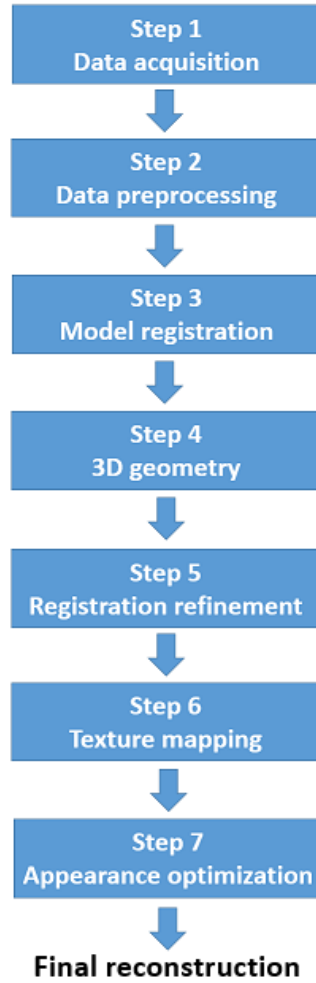 Step 1
Data acquisition
Step 2
Data preprocessing
Step 3
Model registration
Step 4
3D geometry
Step 5
Registration refinement
Step 6
Texture mapping
Step 7
Appearance optimization
Final reconstruction